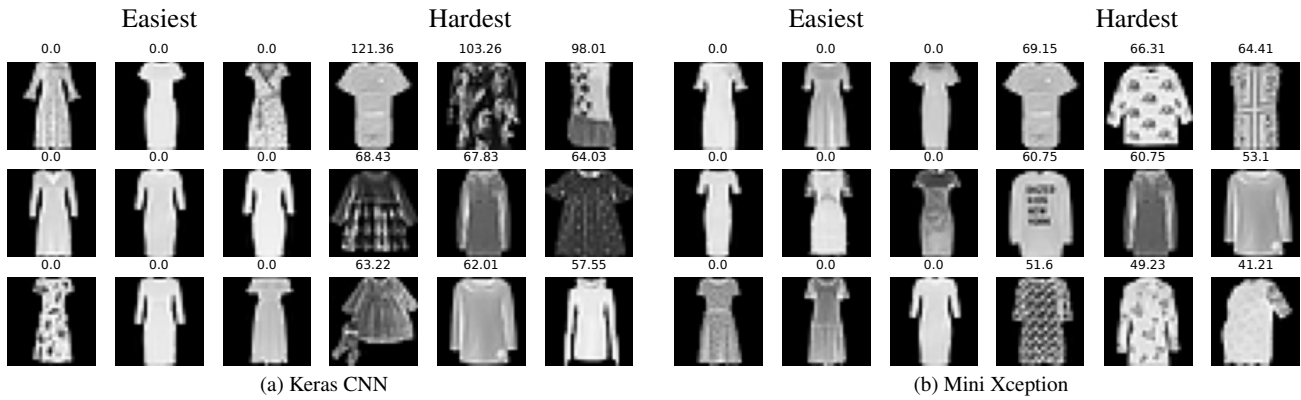 Easiest Hardest Easiest Hardest
0.0 0.0 0.0 121.36 103.26 98.01 0.0 0.0 0.0 69.15 66.31 64.41
0.0 0.0 0.0 68.43 67.83 64.03 0.0 0.0 0.0 60.75 60.75 53.1
0.0 0.0 0.0 63.22 62.01 57.55 0.0 0.0 0.0 51.6 49.23 41.21
(a) Keras CNN (b) Mini Xception